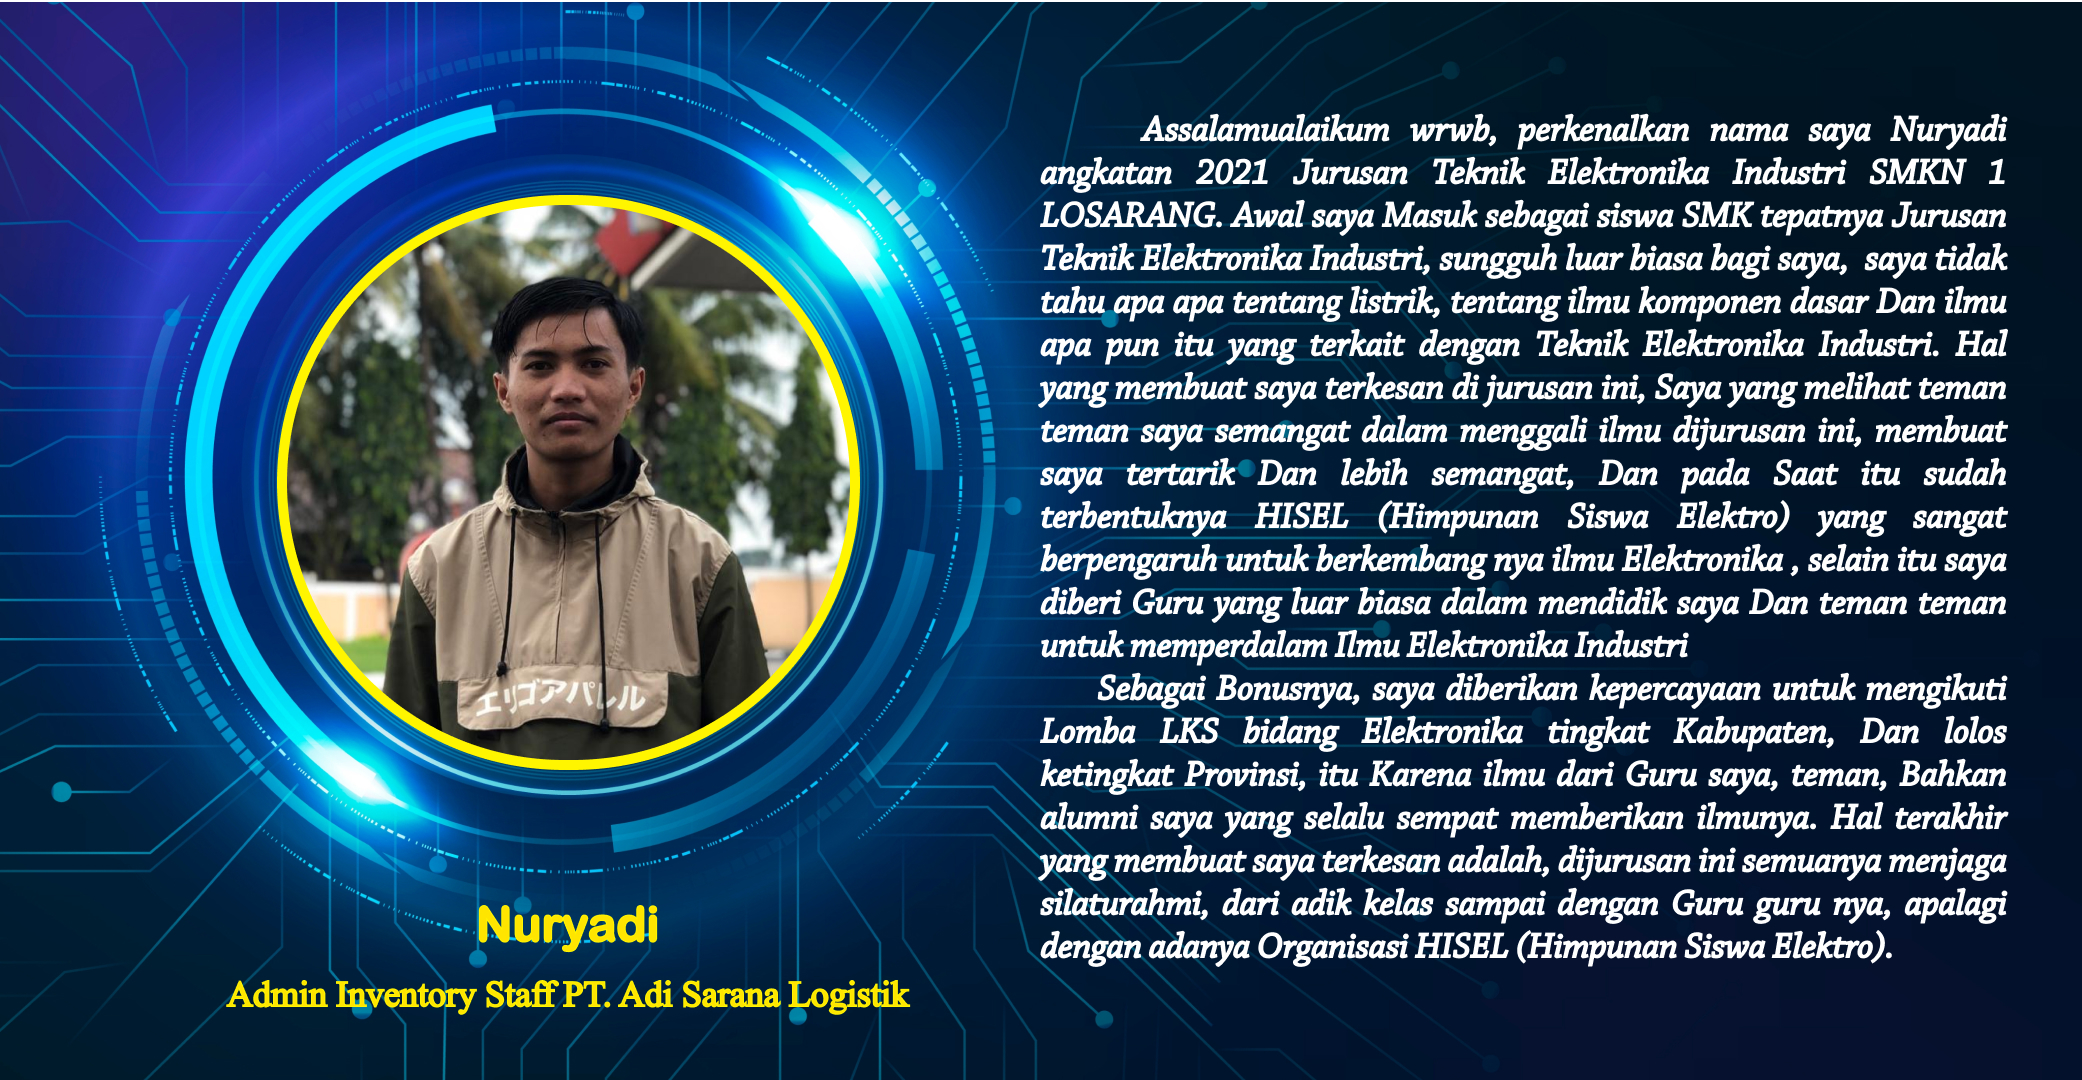 Assalamualaikum wrwb, perkenalkan nama saya Nuryadi
angkatan 2021 Jurusan Teknik Elektronika Industri SMKN 1
LOSARANG. Awal saya Masuk sebagai siswa SMK tepatnya Jurusan
Teknik Elektronika Industri, sungguh luar biasa bagi saya, saya tidak
tahu apa apa tentang listrik, tentang ilmu komponen dasar Dan ilmu
apa pun itu yang terkait dengan Teknik Elektronika Industri. Hal
yang membuat saya terkesan di jurusan ini, Saya yang melihat teman
teman saya semangat dalam menggali ilmu dijurusan ini, membuat
saya tertarik Dan lebih semangat, Dan pada Saat itu sudah
terbentuknya HISEL (Himpunan Siswa Elektro) yang sangat
berpengaruh untuk berkembang nya ilmu Elektronika , selain itu saya
diberi Guru yang luar biasa dalam mendidik saya Dan teman teman
untuk memperdalam Ilmu Elektronika Industri
Sebagai Bonusnya, saya diberikan kepercayaan untuk mengikuti
Lomba LKS bidang Elektronika tingkat Kabupaten, Dan lolos
ketingkat Provinsi, itu Karena ilmu dari Guru saya, teman, Bahkan
alumni saya yang selalu sempat memberikan ilmunya. Hal terakhir
yang membuat saya terkesan adalah, dijurusan ini semuanya menjaga
silaturahmi, dari adik kelas sampai dengan Guru guru nya, apalagi
dengan adanya Organisasi HISEL (Himpunan Siswa Elektro).
エリゴアパレル
Nuryadi
Admin Inventory Staff PT. Adi Sarana Logistik